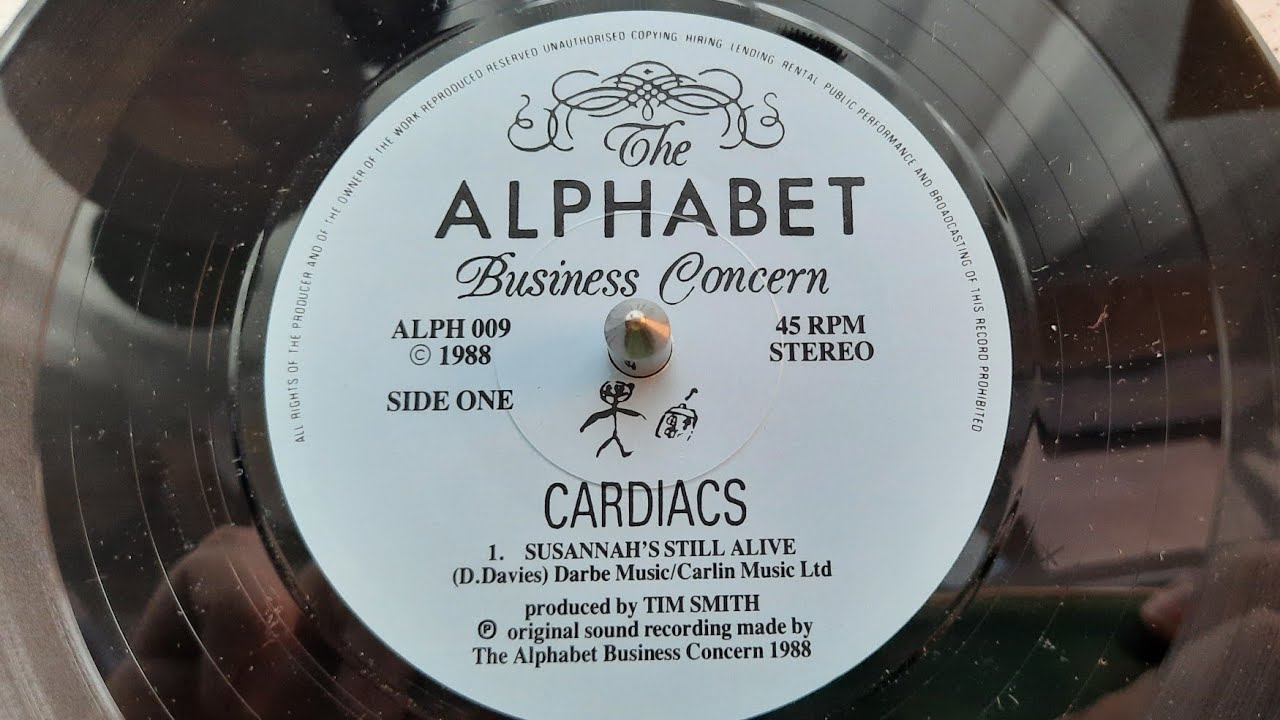 ALL RIGHTS OF THE PRODUCER AND OF THE OWNER OF THE WORK REPRODUCED RESERVED UNAUTHORISED COPYING HIRING LENDING RENTAL PUBLIC PERFORMANCE AND BROADCASTING OF THIS RECORD PROHIBITED
The
ALPHABET
Business Concern
ALPH 009
© 1988
SIDE ONE
45 RPM
STEREO
CARDIACS
1. SUSANNAH'S STILL ALIVE
(D.Davies) Darbe Music/Carlin Music Ltd
produced by TIM SMITH
℗ original sound recording made by
The Alphabet Business Concern 1988